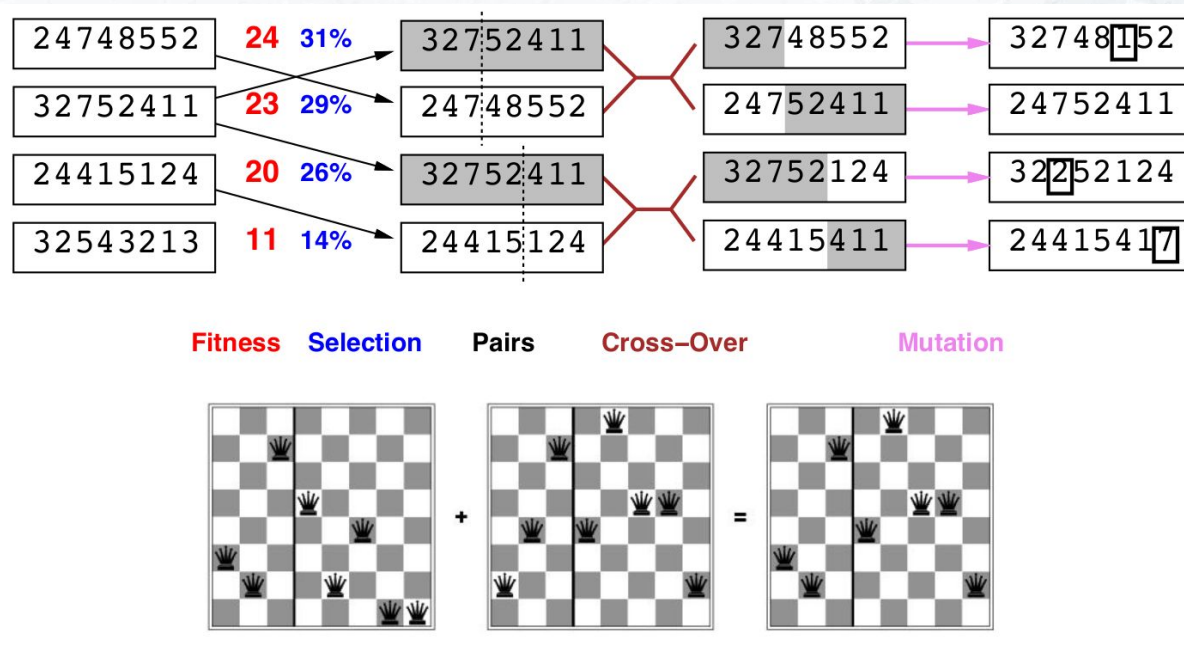 24748552 24 31% 32752411 32748552 32748152
32752411 23 29% 24748552 24752411 24752411
24415124 20 26% 32752411 32752124 32252124
32543213 11 14% 24415124 24415411 24415417
Fitness Selection Pairs Cross–Over Mutation
+ =